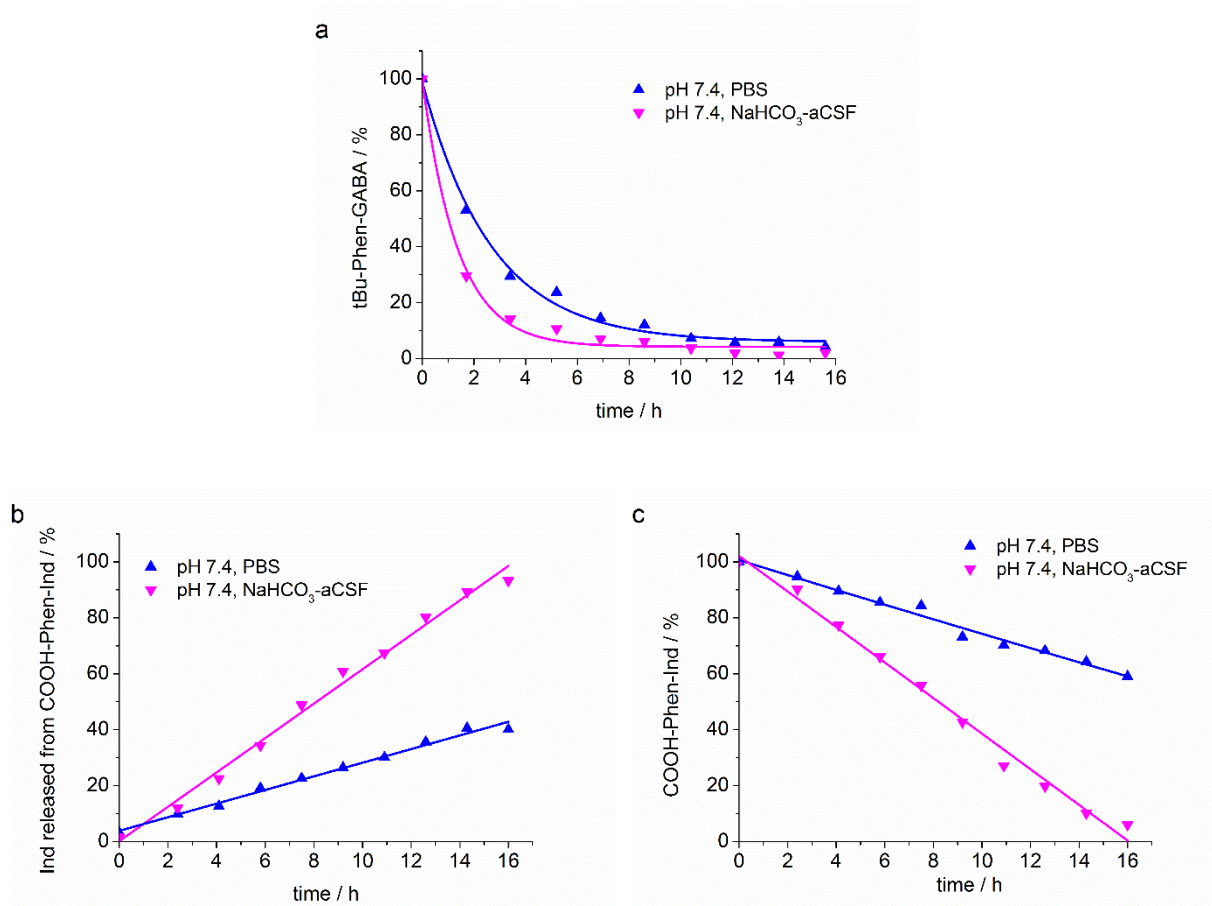 a
tBu-Phen-GABA / %
100
80
60
40
20
0
pH 7.4, PBS
pH 7.4, NaHCO₃-aCSF
0 2 4 6 8 10 12 14 16
time / h
b
Ind released from COOH-Phen-Ind / %
100
80
60
40
20
0
pH 7.4, PBS
pH 7.4, NaHCO₃-aCSF
0 2 4 6 8 10 12 14 16
time / h
c
COOH-Phen-Ind / %
100
80
60
40
20
0
pH 7.4, PBS
pH 7.4, NaHCO₃-aCSF
0 2 4 6 8 10 12 14 16
time / h